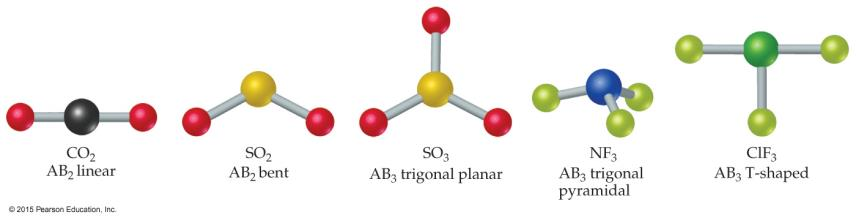 CO₂
AB₂ linear
SO₂
AB₂ bent
SO₃
AB₃ trigonal planar
NF₃
AB₃ trigonal
pyramidal
ClF₃
AB₃ T-shaped
© 2015 Pearson Education, Inc.